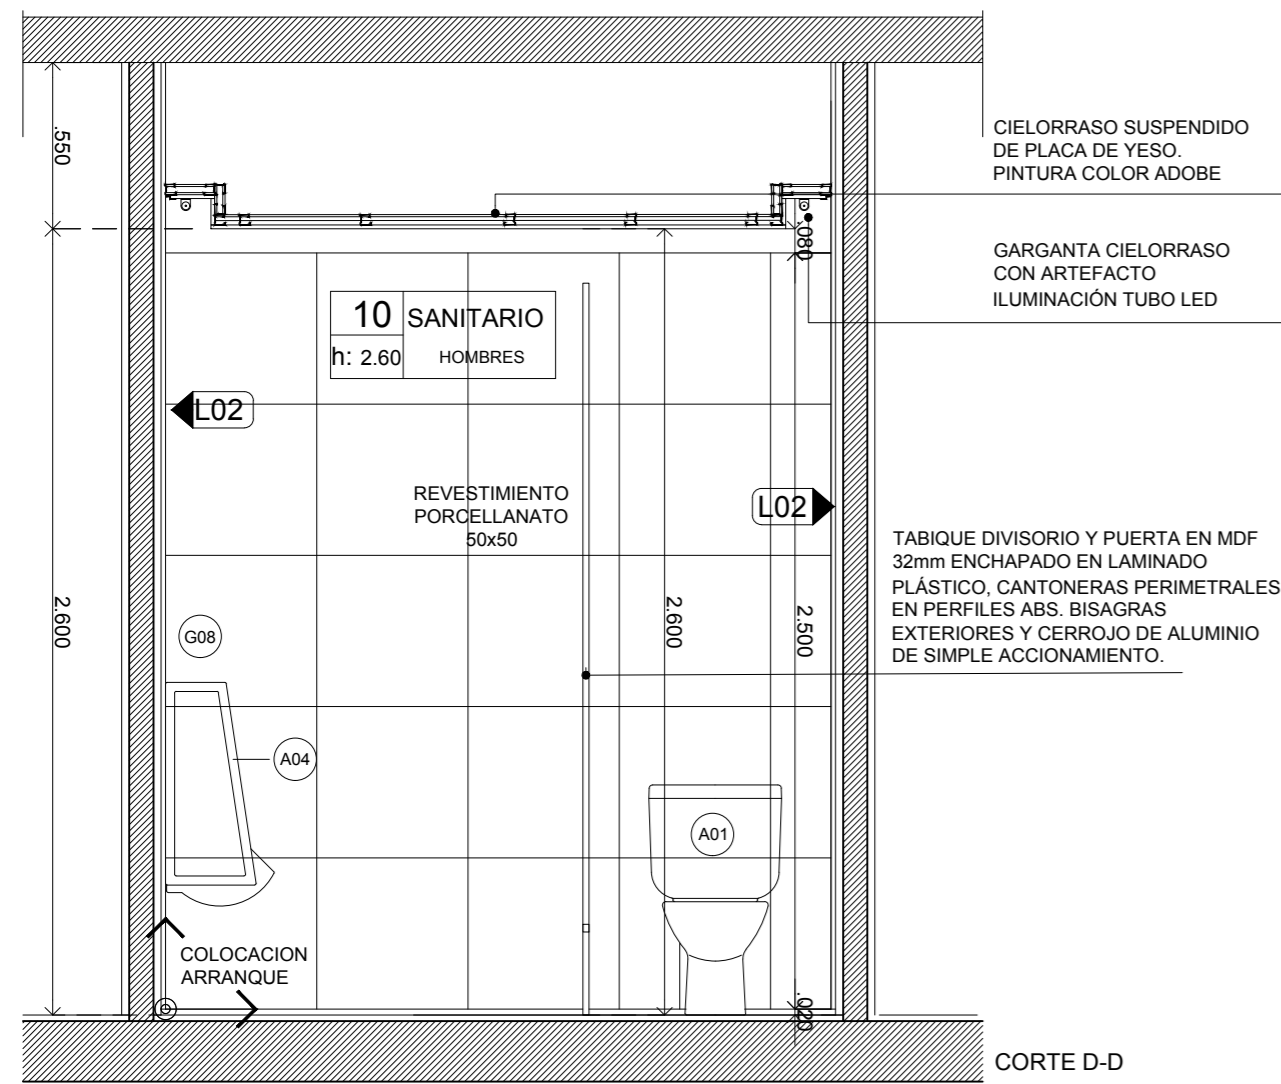 CIELORRASO SUSPENDIDO
DE PLACA DE YESO.
PINTURA COLOR ADOBE
.550
.080
GARGANTA CIELORRASO
CON ARTEFACTO
ILUMINACIÓN TUBO LED
10 SANITARIO
h: 2.60 HOMBRES
L02
REVESTIMIENTO
PORCELLANATO
50x50
L02
TABIQUE DIVISORIO Y PUERTA EN MDF
32mm ENCHAPADO EN LAMINADO
PLÁSTICO, CANTONERAS PERIMETRALES
EN PERFILES ABS. BISAGRAS
EXTERIORES Y CERROJO DE ALUMINIO
DE SIMPLE ACCIONAMIENTO.
2.600
2.600
2.500
G08
A04
A01
COLOCACION
ARRANQUE
.020
CORTE D-D